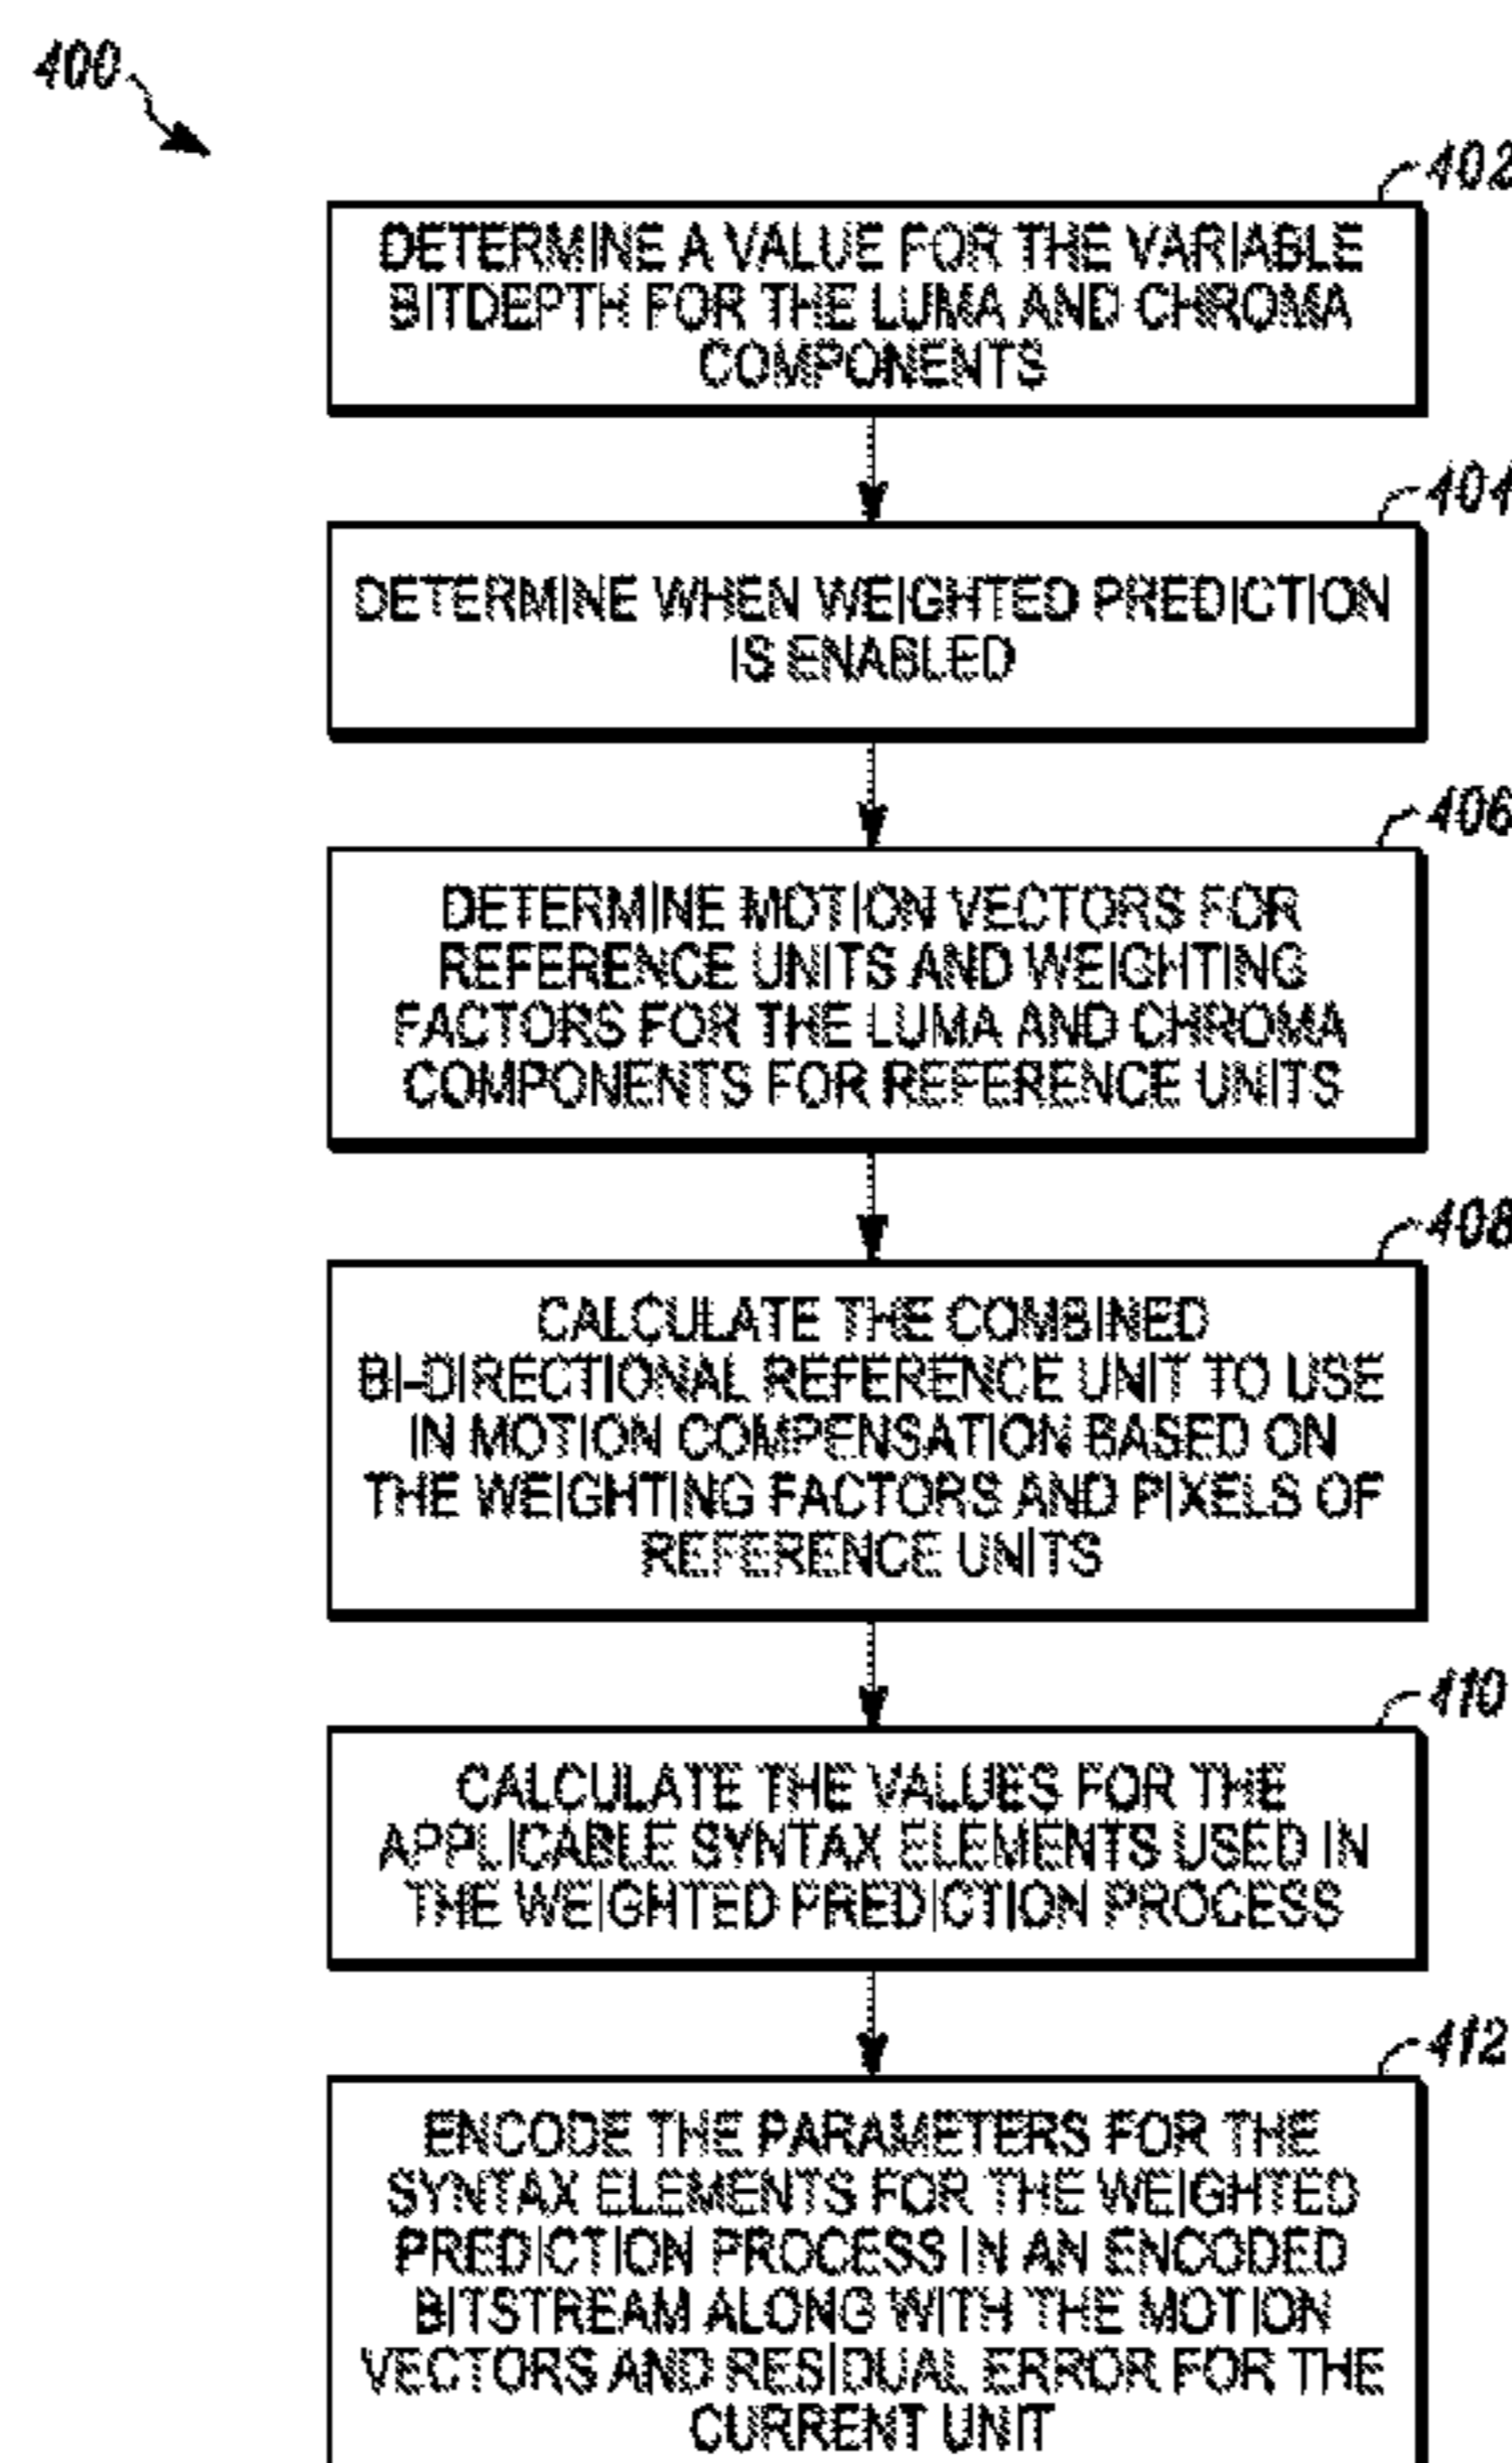 400
402
DETERMINE A VALUE FOR THE VARIABLE
BITDEPTH FOR THE LUMA AND CHROMA
COMPONENTS
404
DETERMINE WHEN WEIGHTED PREDICTION
IS ENABLED
406
DETERMINE MOTION VECTORS FOR
REFERENCE UNITS AND WEIGHTING
FACTORS FOR THE LUMA AND CHROMA
COMPONENTS FOR REFERENCE UNITS
408
CALCULATE THE COMBINED
BI-DIRECTIONAL REFERENCE UNIT TO USE
IN MOTION COMPENSATION BASED ON
THE WEIGHTING FACTORS AND PIXELS OF
REFERENCE UNITS
410
CALCULATE THE VALUES FOR THE
APPLICABLE SYNTAX ELEMENTS USED IN
THE WEIGHTED PREDICTION PROCESS
412
ENCODE THE PARAMETERS FOR THE
SYNTAX ELEMENTS FOR THE WEIGHTED
PREDICTION PROCESS IN AN ENCODED
BITSTREAM ALONG WITH THE MOTION
VECTORS AND RESIDUAL ERROR FOR THE
CURRENT UNIT